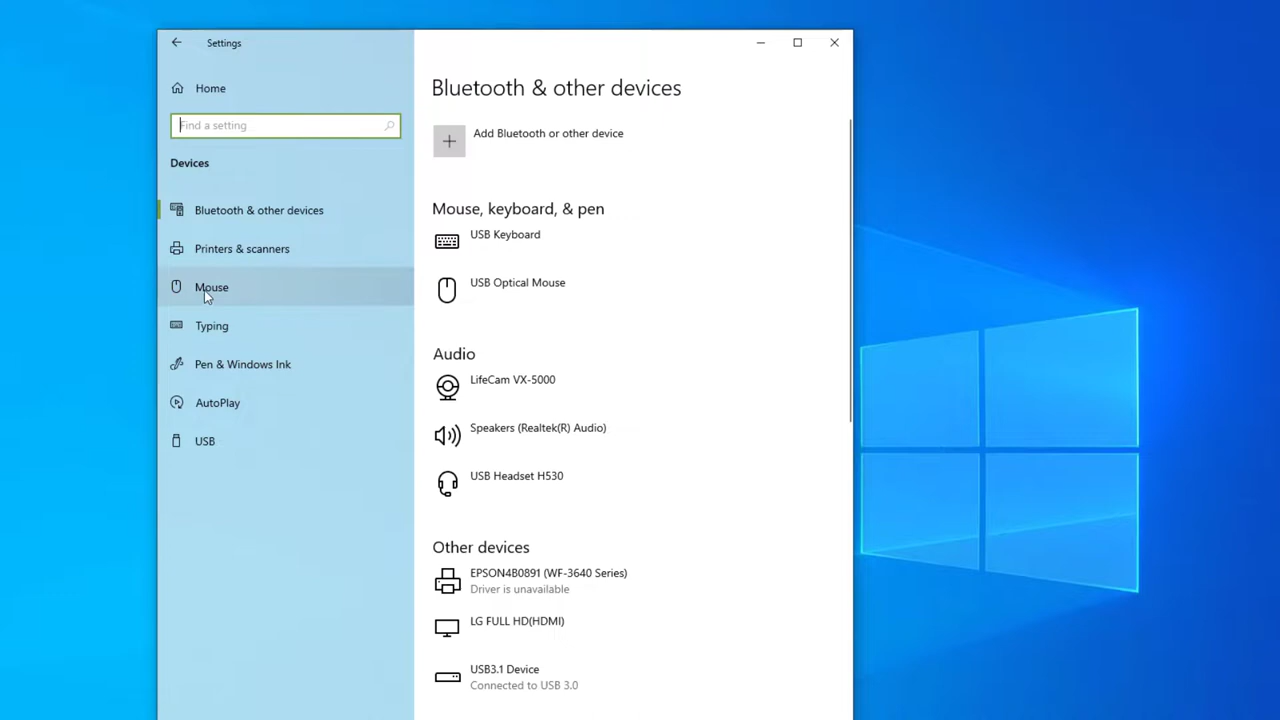 Settings
Home
Find a setting
Devices
Bluetooth & other devices
Printers & scanners
Mouse
Typing
Pen & Windows Ink
AutoPlay
USB
Bluetooth & other devices
Add Bluetooth or other device
Mouse, keyboard, & pen
USB Keyboard
USB Optical Mouse
Audio
LifeCam VX-5000
Speakers (Realtek(R) Audio)
USB Headset H530
Other devices
EPSON4B0891 (WF-3640 Series)
Driver is unavailable
LG FULL HD(HDMI)
USB3.1 Device
Connected to USB 3.0